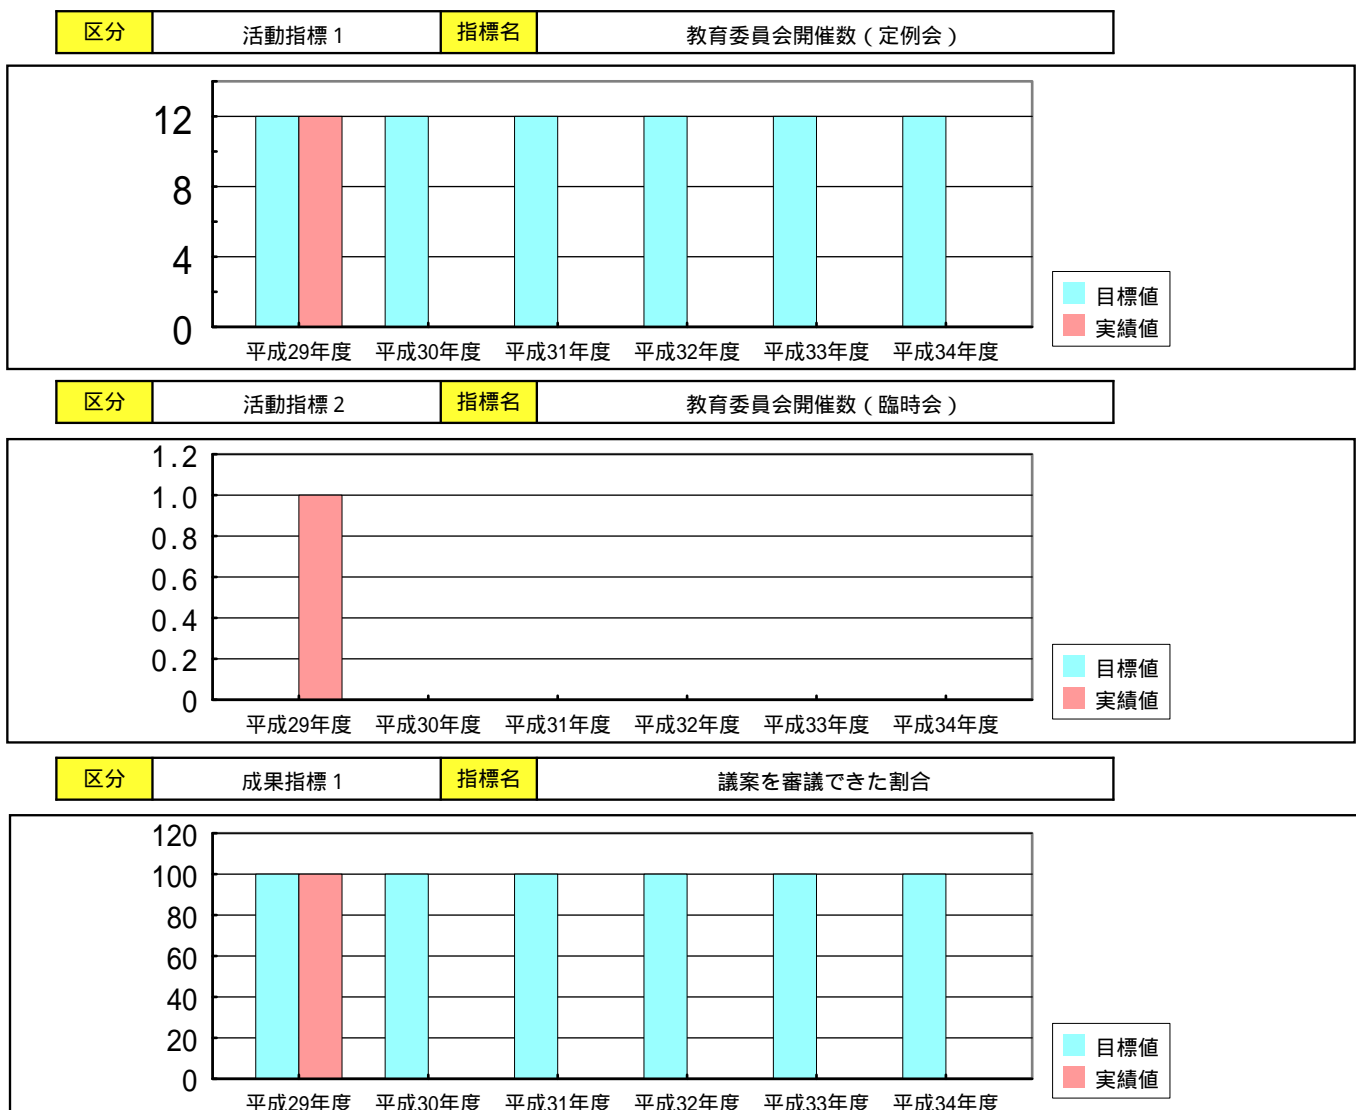 区分 活動指標１ 指標名 教育委員会開催数（定例会）
12
8
4
0
平成29年度 平成30年度 平成31年度 平成32年度 平成33年度 平成34年度
目標値
実績値
区分 活動指標２ 指標名 教育委員会開催数（臨時会）
1.2
1.0
0.8
0.6
0.4
0.2
0
平成29年度 平成30年度 平成31年度 平成32年度 平成33年度 平成34年度
目標値
実績値
区分 成果指標１ 指標名 議案を審議できた割合
120
100
80
60
40
20
0
平成29年度 平成30年度 平成31年度 平成32年度 平成33年度 平成34年度
目標値
実績値